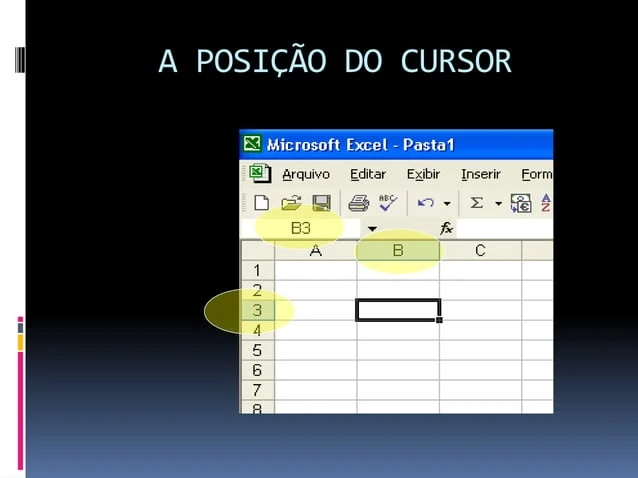 A POSIÇÃO DO CURSOR
Microsoft Excel - Pasta1
Arquivo Editar Exibir Inserir Form
ABC Σ A Z
B3 fx
A B C
1
2
3
4
5
6
7
8